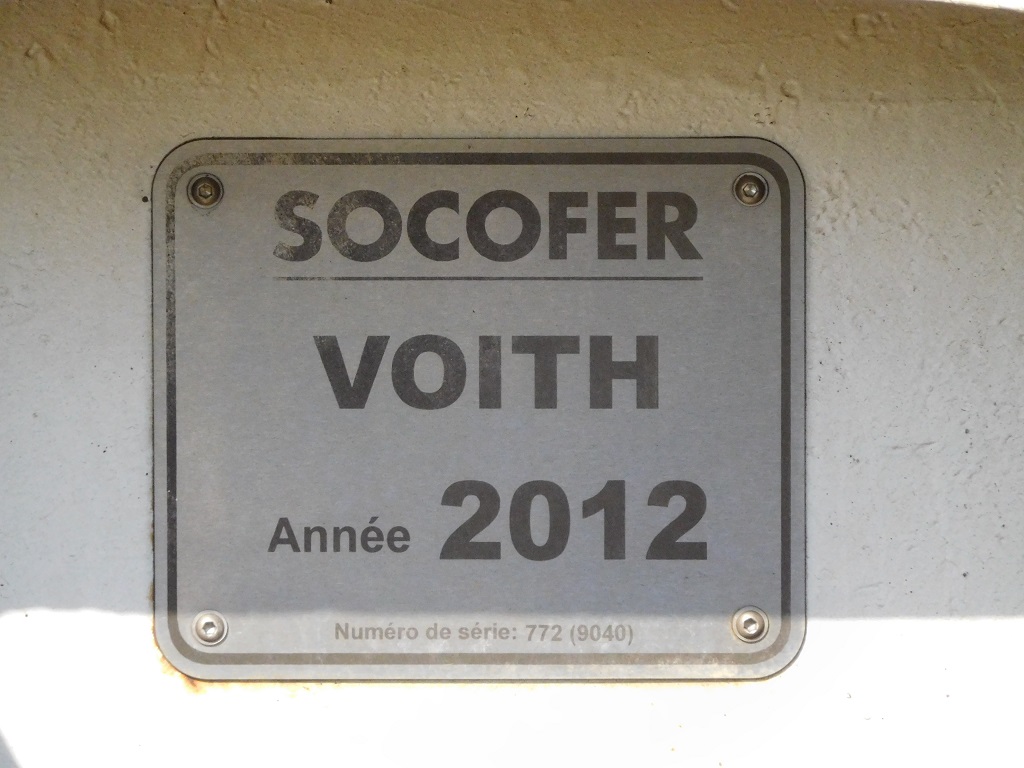 SOCOFER
VOITH
Année 2012
Numéro de série: 772 (9040)